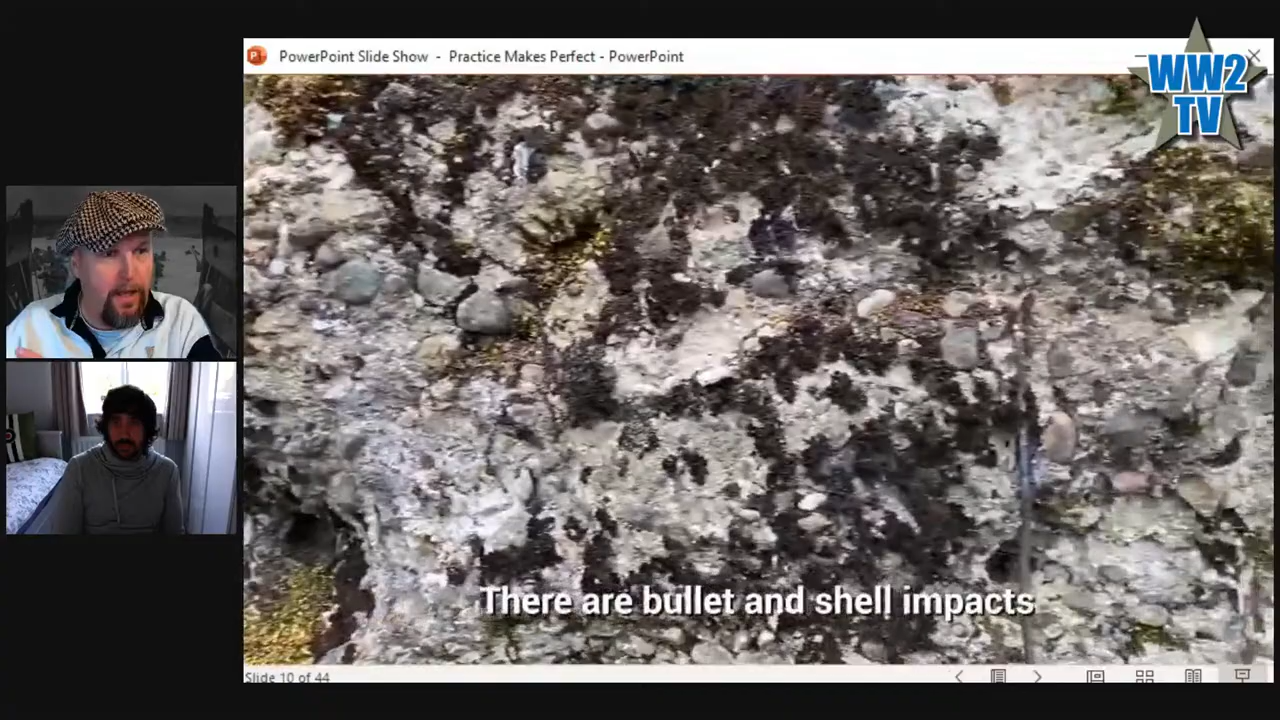 PowerPoint Slide Show - Practice Makes Perfect - PowerPoint
WW2
TV
There are bullet and shell impacts
Slide 10 of 44